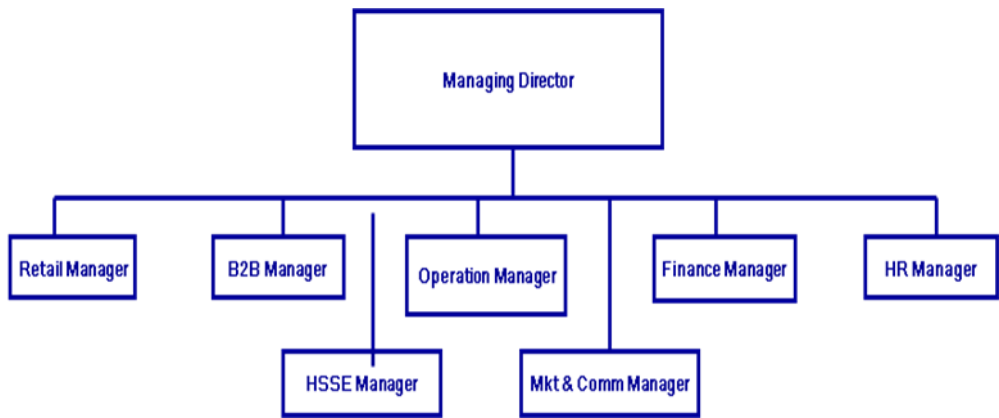 Managing Director
Retail Manager
B2B Manager
Operation Manager
Finance Manager
HR Manager
HSSE Manager
Mkt & Comm Manager